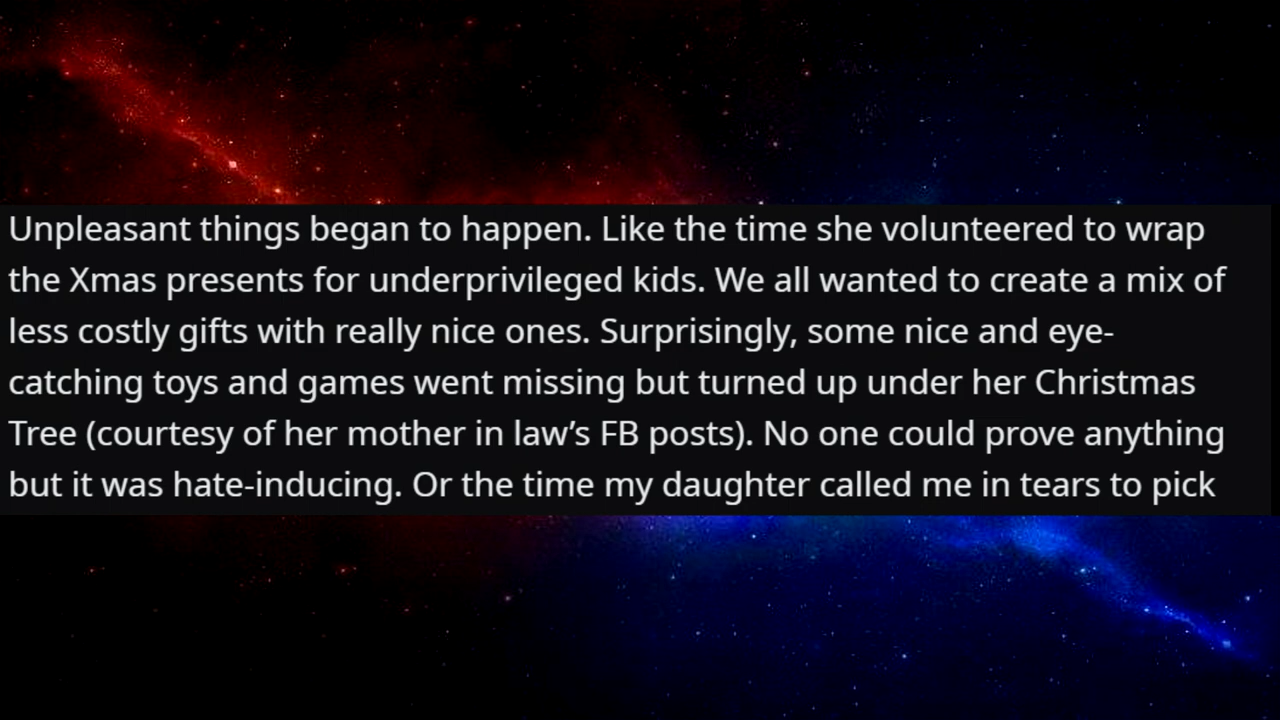 Unpleasant things began to happen. Like the time she volunteered to wrap
the Xmas presents for underprivileged kids. We all wanted to create a mix of
less costly gifts with really nice ones. Surprisingly, some nice and eye-
catching toys and games went missing but turned up under her Christmas
Tree (courtesy of her mother in law’s FB posts). No one could prove anything
but it was hate-inducing. Or the time my daughter called me in tears to pick